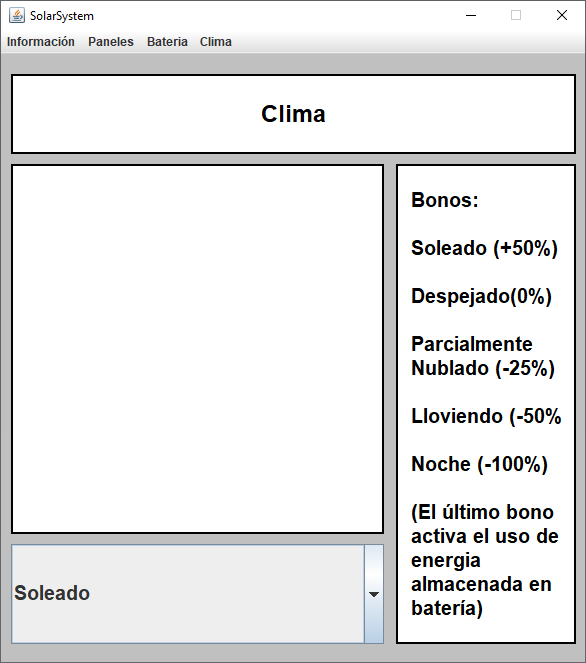 SolarSystem
Información Paneles Bateria Clima
Clima
Bonos:
Soleado (+50%)
Despejado(0%)
Parcialmente
Nublado (-25%)
Lloviendo (-50%
Noche (-100%)
(El último bono
activa el uso de
energia
almacenada en
batería)
Soleado